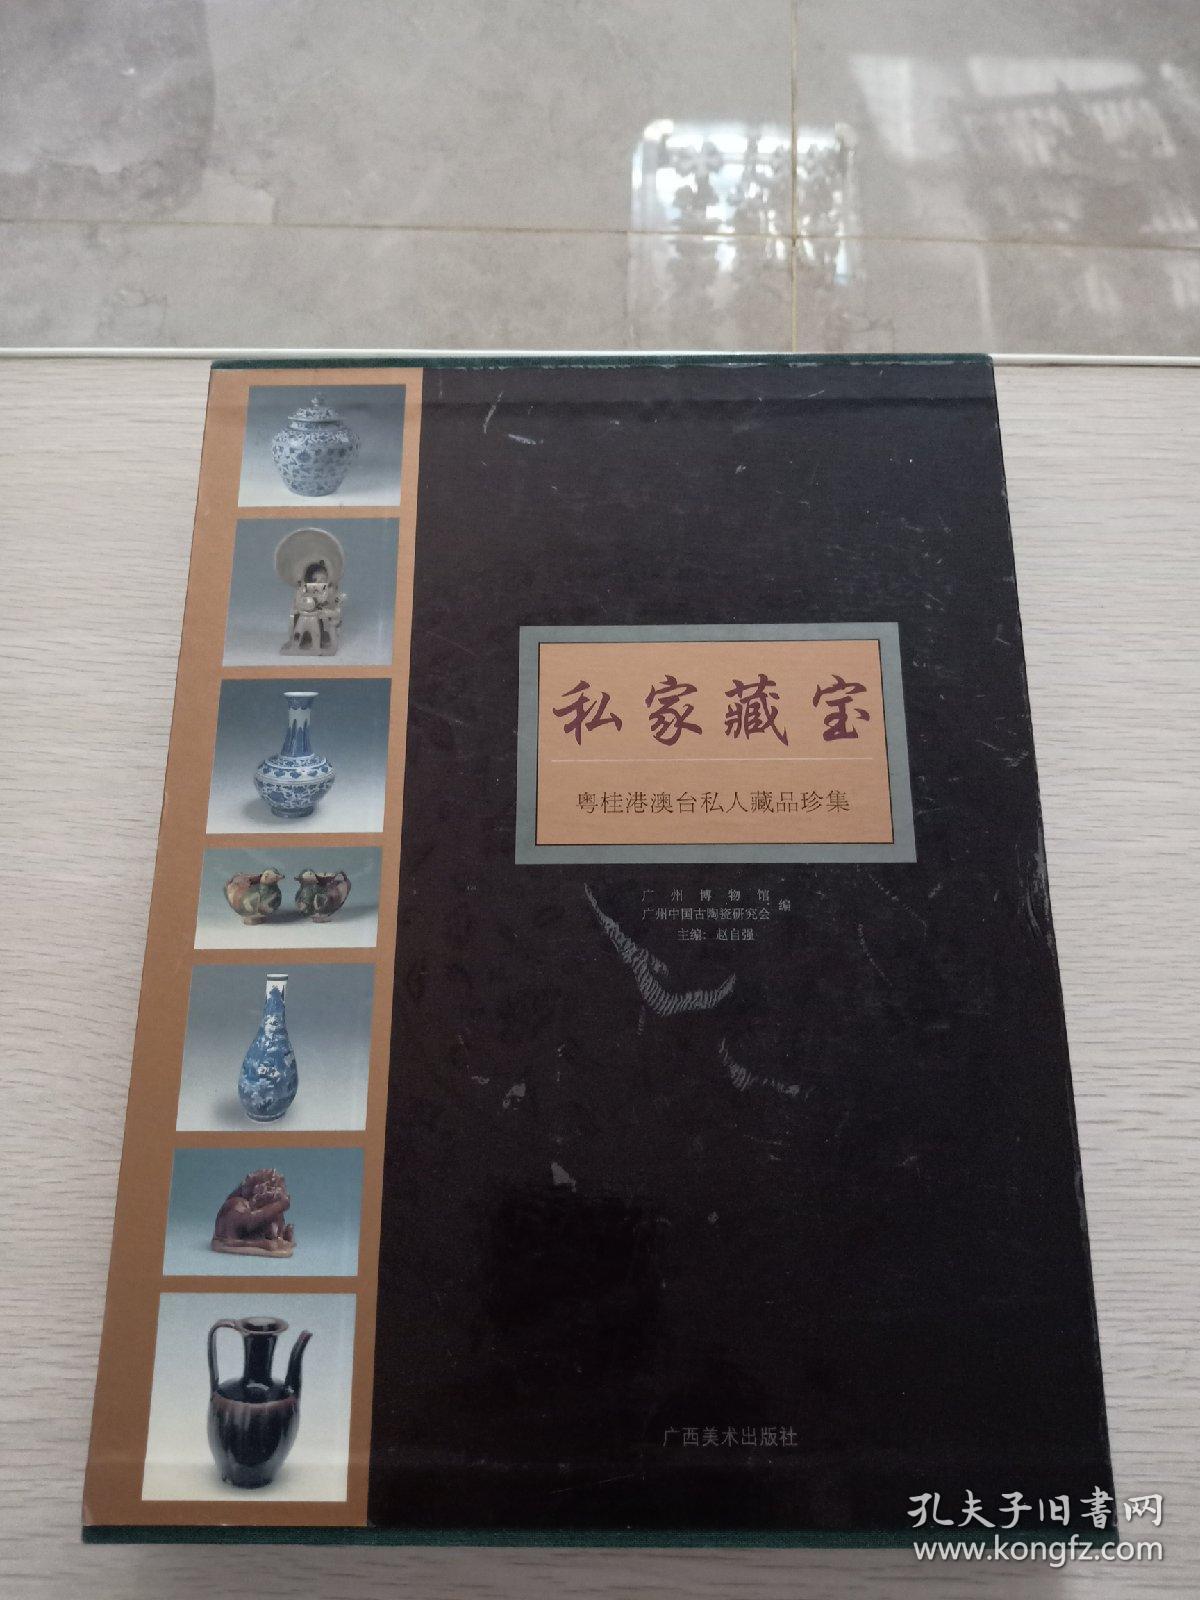 私家藏宝
粤桂港澳台私人藏品珍集
广州博物馆
广州中国古陶瓷研究会
编
主编：赵自强
广西美术出版社
孔夫子旧书网
www.kongfz.com